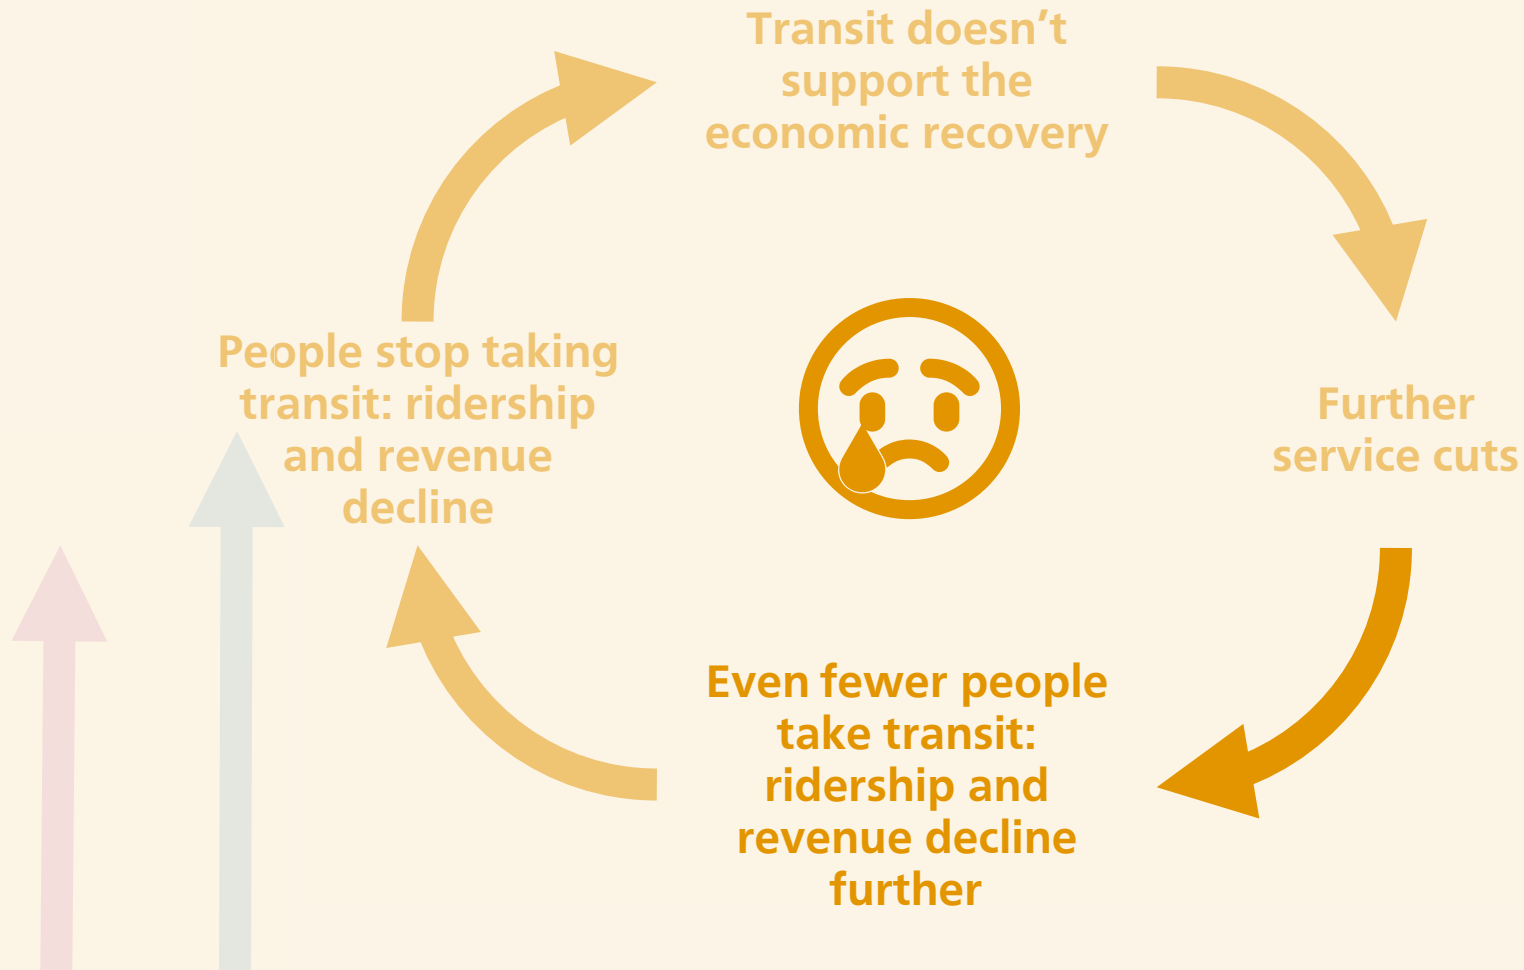 Transit doesn’t
support the
economic recovery
People stop taking
transit: ridership
and revenue
decline
Further
service cuts
Even fewer people
take transit:
ridership and
revenue decline
further